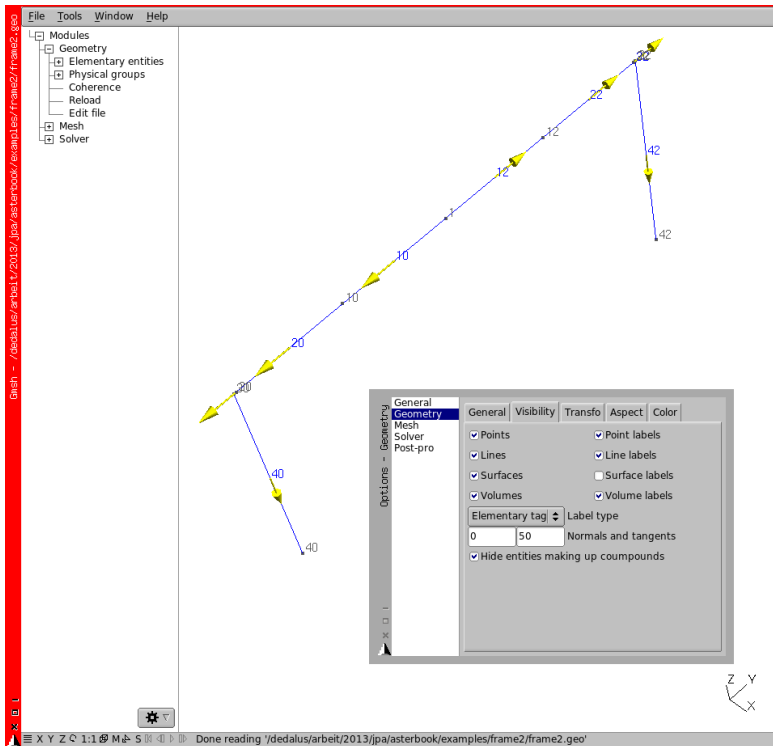 Gmsh - /dedalus/arbeit/2013/jpa/asterbook/examples/frame2/frame2.geo
File Tools Window Help
Modules
Geometry
Elementary entities
Physical groups
Coherence
Reload
Edit file
Mesh
Solver
22
12
12
1
10
10
20
42
42
40
40
Options - Geometry
General
Geometry
Mesh
Solver
Post-pro
General Visibility Transfo Aspect Color
Points Point labels
Lines Line labels
Surfaces Surface labels
Volumes Volume labels
Elementary tag Label type
0 50 Normals and tangents
Hide entities making up coumpounds
Z Y
X
X Y Z 1:1 M S Done reading '/dedalus/arbeit/2013/jpa/asterbook/examples/frame2/frame2.geo'